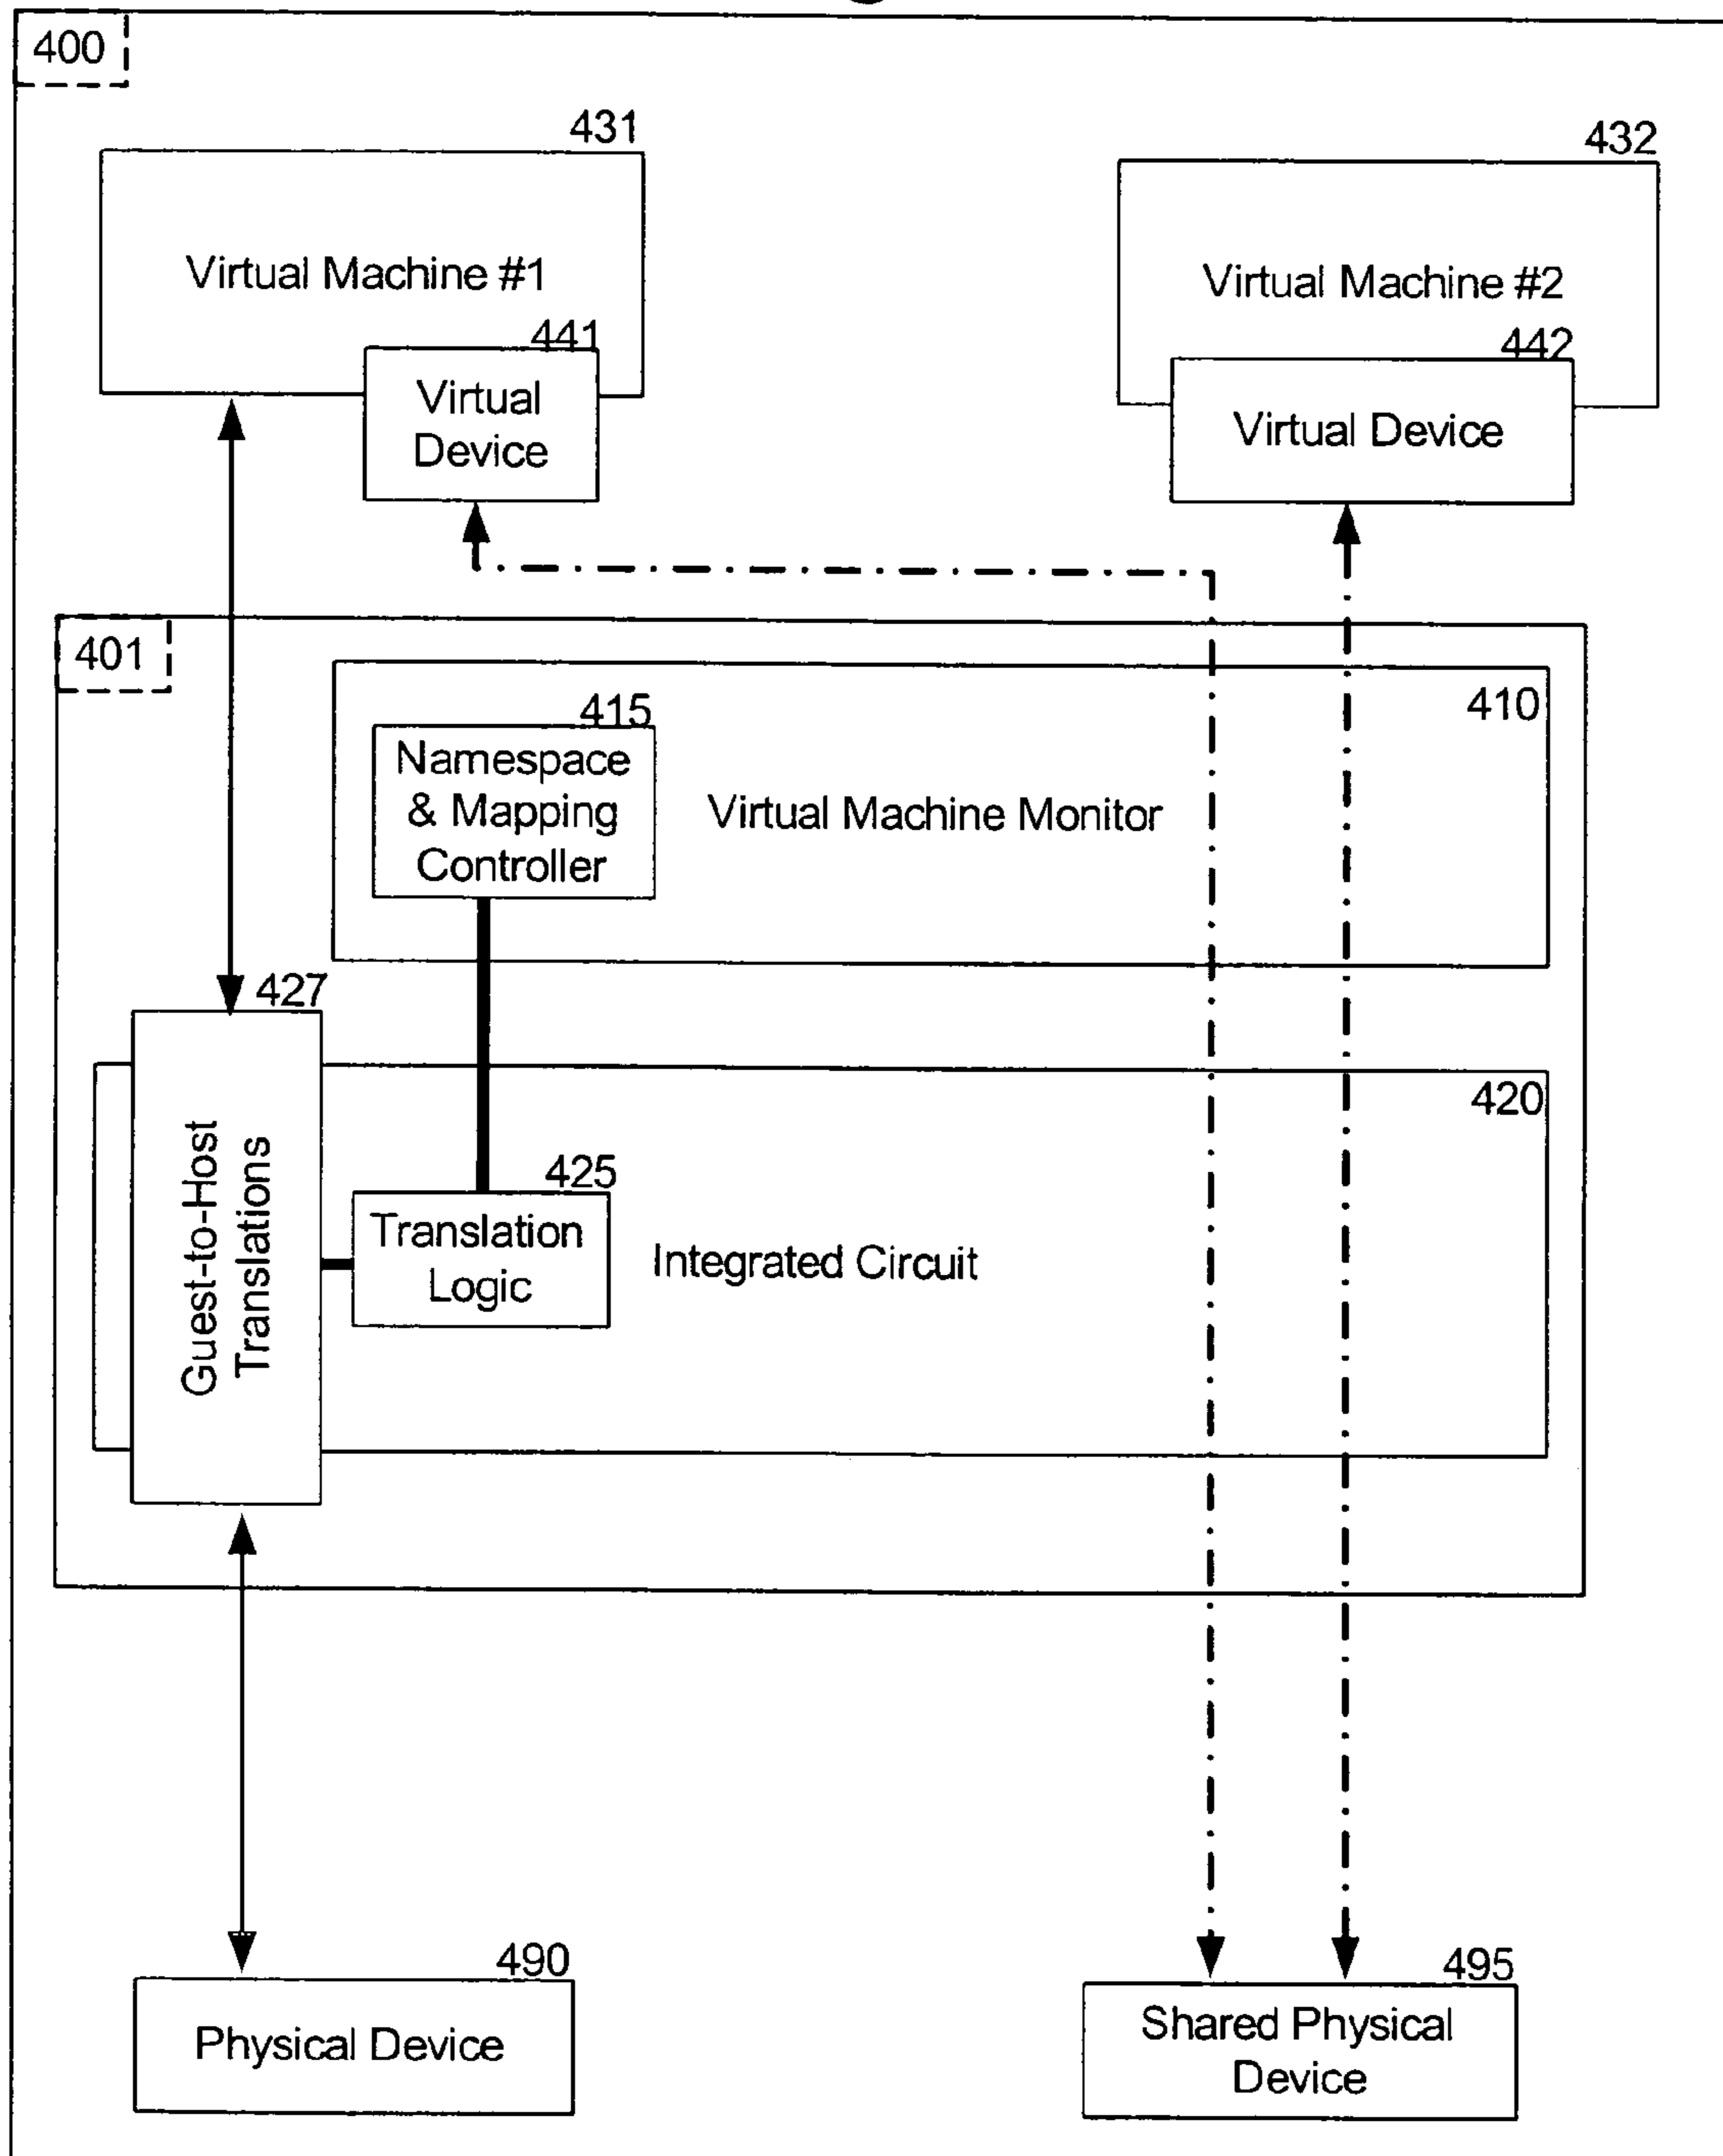 400
431
432
Virtual Machine #1
Virtual Machine #2
441
442
Virtual
Device
Virtual Device
401
410
415
Namespace
& Mapping
Controller
Virtual Machine Monitor
427
420
Guest-to-Host
Translations
425
Translation
Logic
Integrated Circuit
490
Physical Device
495
Shared Physical
Device